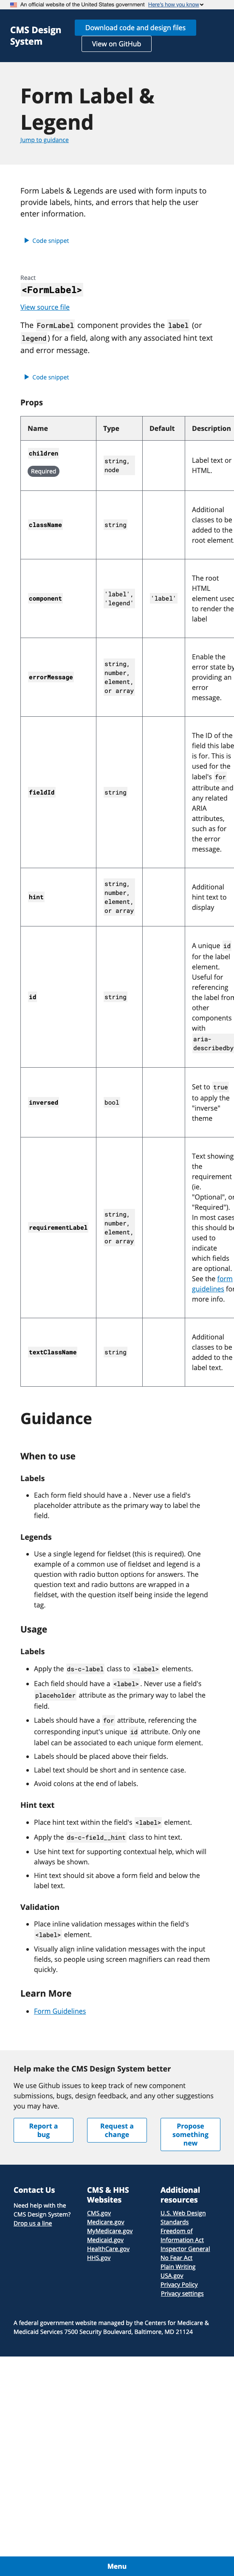 An official website of the United States government Here's how you know
CMS Design
System
Download code and design files
View on GitHub
Form Label &
Legend
Jump to guidance
Form Labels & Legends are used with form inputs to
provide labels, hints, and errors that help the user
enter information.
Code snippet
React
<FormLabel>
View source file
The FormLabel component provides the label (or
legend) for a field, along with any associated hint text
and error message.
Code snippet
Props
Name Type Default Description
children
Required
string,
node
Label text or
HTML.
className
string
Additional
classes to be
added to the
root element.
component
'label',
'legend'
'label'
The root
HTML
element used
to render the
label
errorMessage
string,
number,
element,
or array
Enable the
error state by
providing an
error
message.
fieldId
string
The ID of the
field this label
is for. This is
used for the
label's for
attribute and
any related
ARIA
attributes,
such as for
the error
message.
hint
string,
number,
element,
or array
Additional
hint text to
display
id
string
A unique id
for the label
element.
Useful for
referencing
the label from
other
components
with
aria-
describedby
inversed
bool
Set to true
to apply the
"inverse"
theme
requirementLabel
string,
number,
element,
or array
Text showing
the
requirement
(ie.
"Optional", or
"Required").
In most cases,
this should be
used to
indicate
which fields
are optional.
See the form
guidelines for
more info.
textClassName
string
Additional
classes to be
added to the
label text.
Guidance
When to use
Labels
Each form field should have a . Never use a field's
placeholder attribute as the primary way to label the
field.
Legends
Use a single legend for fieldset (this is required). One
example of a common use of fieldset and legend is a
question with radio button options for answers. The
question text and radio buttons are wrapped in a
fieldset, with the question itself being inside the legend
tag.
Usage
Labels
Apply the ds-c-label class to <label> elements.
Each field should have a <label>. Never use a field's
placeholder attribute as the primary way to label the
field.
Labels should have a for attribute, referencing the
corresponding input's unique id attribute. Only one
label can be associated to each unique form element.
Labels should be placed above their fields.
Label text should be short and in sentence case.
Avoid colons at the end of labels.
Hint text
Place hint text within the field's <label> element.
Apply the ds-c-field__hint class to hint text.
Use hint text for supporting contextual help, which will
always be shown.
Hint text should sit above a form field and below the
label text.
Validation
Place inline validation messages within the field's
<label> element.
Visually align inline validation messages with the input
fields, so people using screen magnifiers can read them
quickly.
Learn More
Form Guidelines
Help make the CMS Design System better
We use Github issues to keep track of new component
submissions, bugs, design feedback, and any other suggestions
you may have.
Report a
bug
Request a
change
Propose
something
new
Contact Us
Need help with the
CMS Design System?
Drop us a line
CMS & HHS
Websites
CMS.gov
Medicare.gov
MyMedicare.gov
Medicaid.gov
HealthCare.gov
HHS.gov
Additional
resources
U.S. Web Design
Standards
Freedom of
Information Act
Inspector General
No Fear Act
Plain Writing
USA.gov
Privacy Policy
Privacy settings
A federal government website managed by the Centers for Medicare &
Medicaid Services 7500 Security Boulevard, Baltimore, MD 21124
Menu